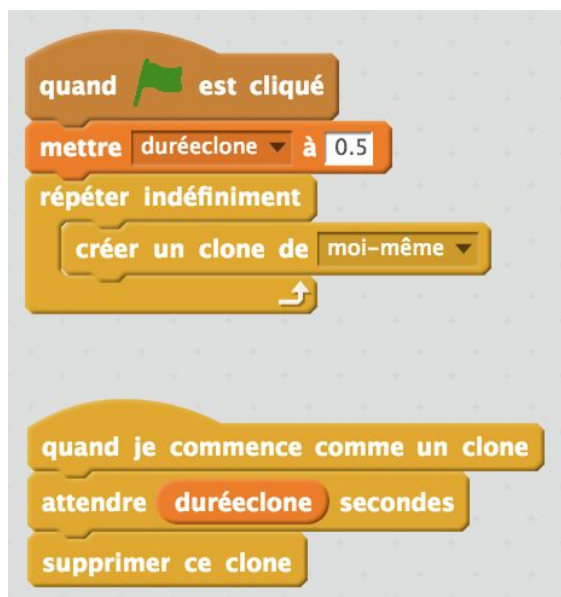 quand est cliqué
mettre duréeclone à 0.5
répéter indéfiniment
créer un clone de moi-même
quand je commence comme un clone
attendre duréeclone secondes
supprimer ce clone